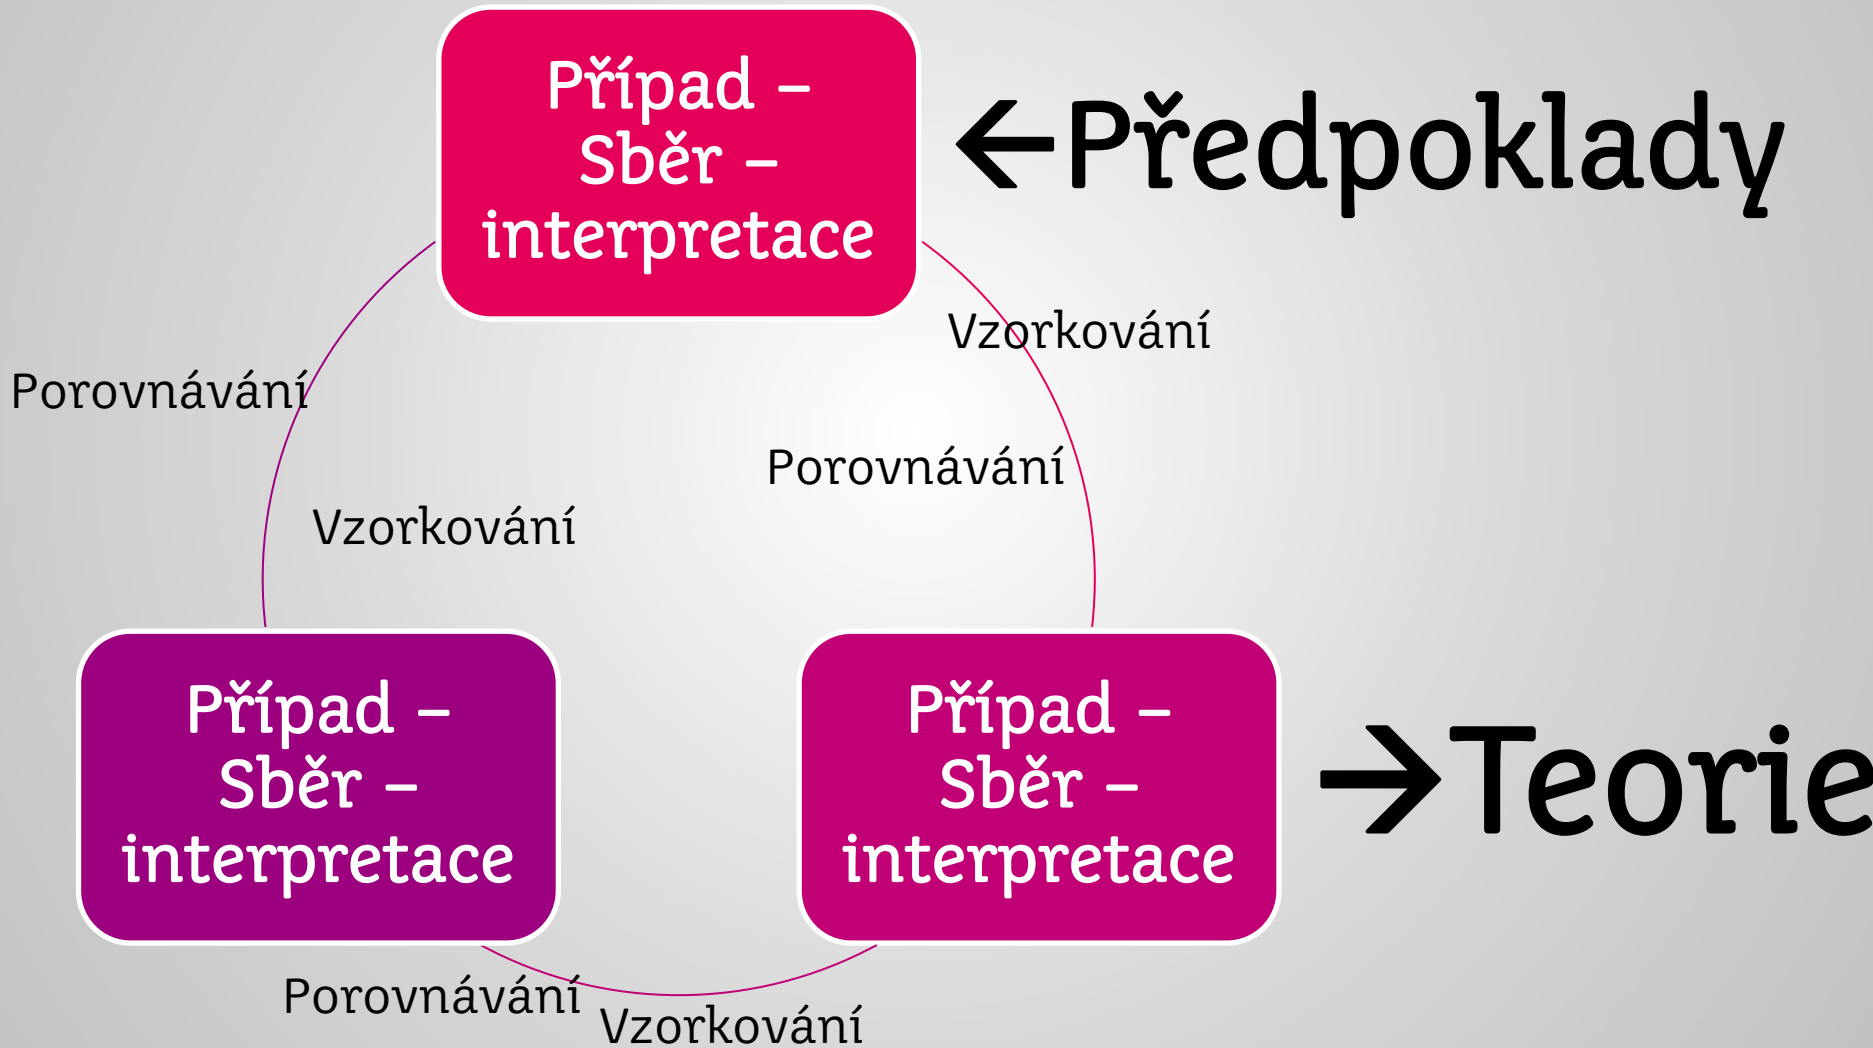 Případ –
Sběr –
interpretace
←Předpoklady
Vzorkování
Porovnávání
Porovnávání
Vzorkování
Případ –
Sběr –
interpretace
Případ –
Sběr –
interpretace
→Teorie
Porovnávání
Vzorkování